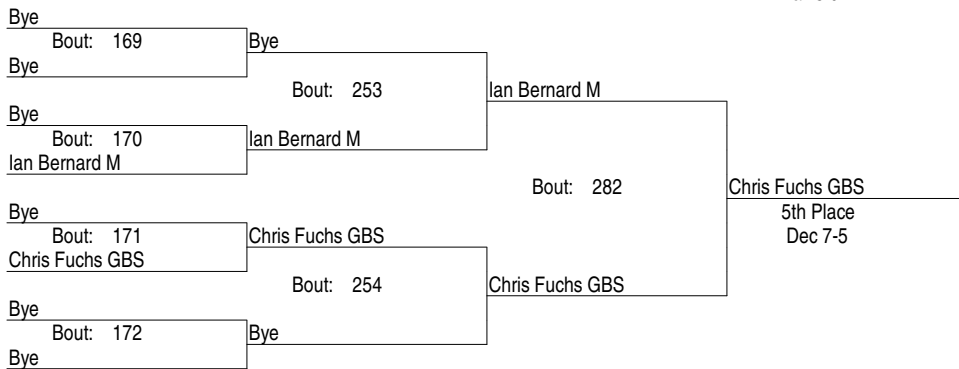 Bye
Bout: 169
Bye
Bye
Bout: 253
Ian Bernard M
Bye
Bout: 170
Ian Bernard M
Ian Bernard M
Bout: 282
Chris Fuchs GBS
5th Place
Dec 7-5
Bye
Bout: 171
Chris Fuchs GBS
Chris Fuchs GBS
Bout: 254
Chris Fuchs GBS
Bye
Bout: 172
Bye
Bye